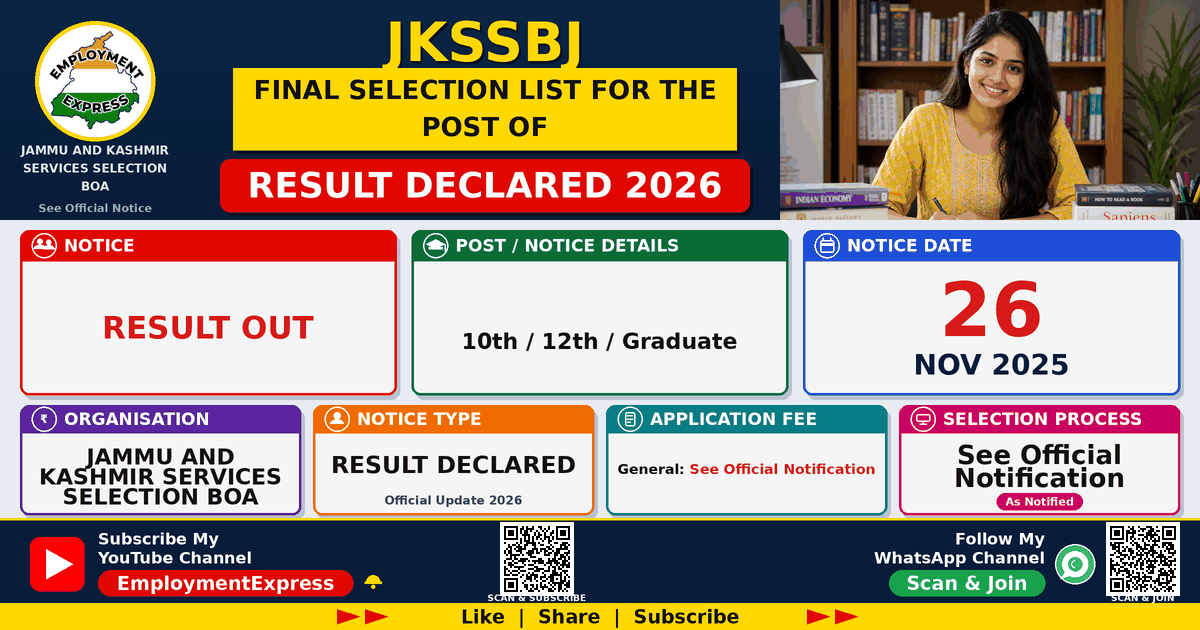 EMPLOYMENT
EXPRESS
JAMMU AND KASHMIR
SERVICES SELECTION
BOA
See Official Notice
JKSSBJ
FINAL SELECTION LIST FOR THE
POST OF
RESULT DECLARED 2026
INDIAN ECONOMY
WORLD HISTORY
HOW TO READ A BOOK
Sapiens
NOTICE
RESULT OUT
POST / NOTICE DETAILS
10th / 12th / Graduate
NOTICE DATE
26
NOV 2025
₹ ORGANISATION
JAMMU AND
KASHMIR SERVICES
SELECTION BOA
NOTICE TYPE
RESULT DECLARED
Official Update 2026
APPLICATION FEE
General: See Official Notification
SELECTION PROCESS
See Official
Notification
As Notified
Subscribe My
YouTube Channel
EmploymentExpress
SCAN & SUBSCRIBE
Follow My
WhatsApp Channel
Scan & Join
SCAN & JOIN
Like | Share | Subscribe